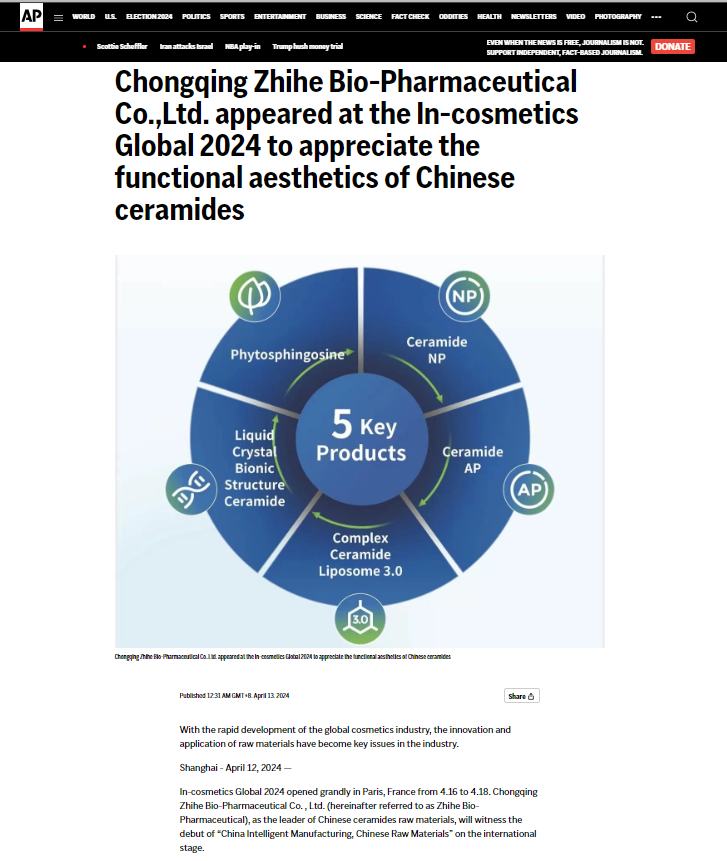 AP
WORLD U.S. ELECTION 2024 POLITICS SPORTS ENTERTAINMENT BUSINESS SCIENCE FACT CHECK ODDITIES HEALTH NEWSLETTERS VIDEO PHOTOGRAPHY •••
Scottie Scheffler Iran attacks Israel NBA play-in Trump hush money trial
EVEN WHEN THE NEWS IS FREE, JOURNALISM IS NOT.
SUPPORT INDEPENDENT, FACT-BASED JOURNALISM.
DONATE
Chongqing Zhihe Bio-Pharmaceutical
Co.,Ltd. appeared at the In-cosmetics
Global 2024 to appreciate the
functional aesthetics of Chinese
ceramides
NP
Phytosphingosine
Ceramide
NP
5 Key
Products
Liquid
Crystal
Bionic
Structure
Ceramide
Ceramide
AP
AP
Complex
Ceramide
Liposome 3.0
3.0
Chongqing Zhihe Bio-Pharmaceutical Co.,Ltd. appeared at the In-cosmetics Global 2024 to appreciate the functional aesthetics of Chinese ceramides
Published 12:31 AM GMT+8, April 13, 2024
Share
With the rapid development of the global cosmetics industry, the innovation and
application of raw materials have become key issues in the industry.
Shanghai - April 12, 2024 —
In-cosmetics Global 2024 opened grandly in Paris, France from 4.16 to 4.18. Chongqing
Zhihe Bio-Pharmaceutical Co. , Ltd. (hereinafter referred to as Zhihe Bio-
Pharmaceutical), as the leader of Chinese ceramides raw materials, will witness the
debut of “China Intelligent Manufacturing, Chinese Raw Materials” on the international
stage.